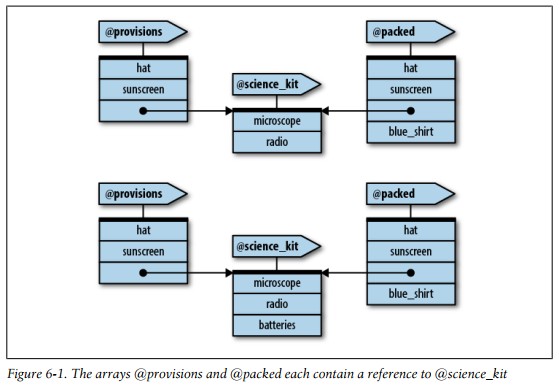 @provisions
@packed
hat
sunscreen
@science_kit
hat
sunscreen
microscope
radio
blue_shirt
@provisions
@packed
hat
sunscreen
@science_kit
hat
sunscreen
microscope
radio
batteries
blue_shirt
Figure 6-1. The arrays @provisions and @packed each contain a reference to @science_kit